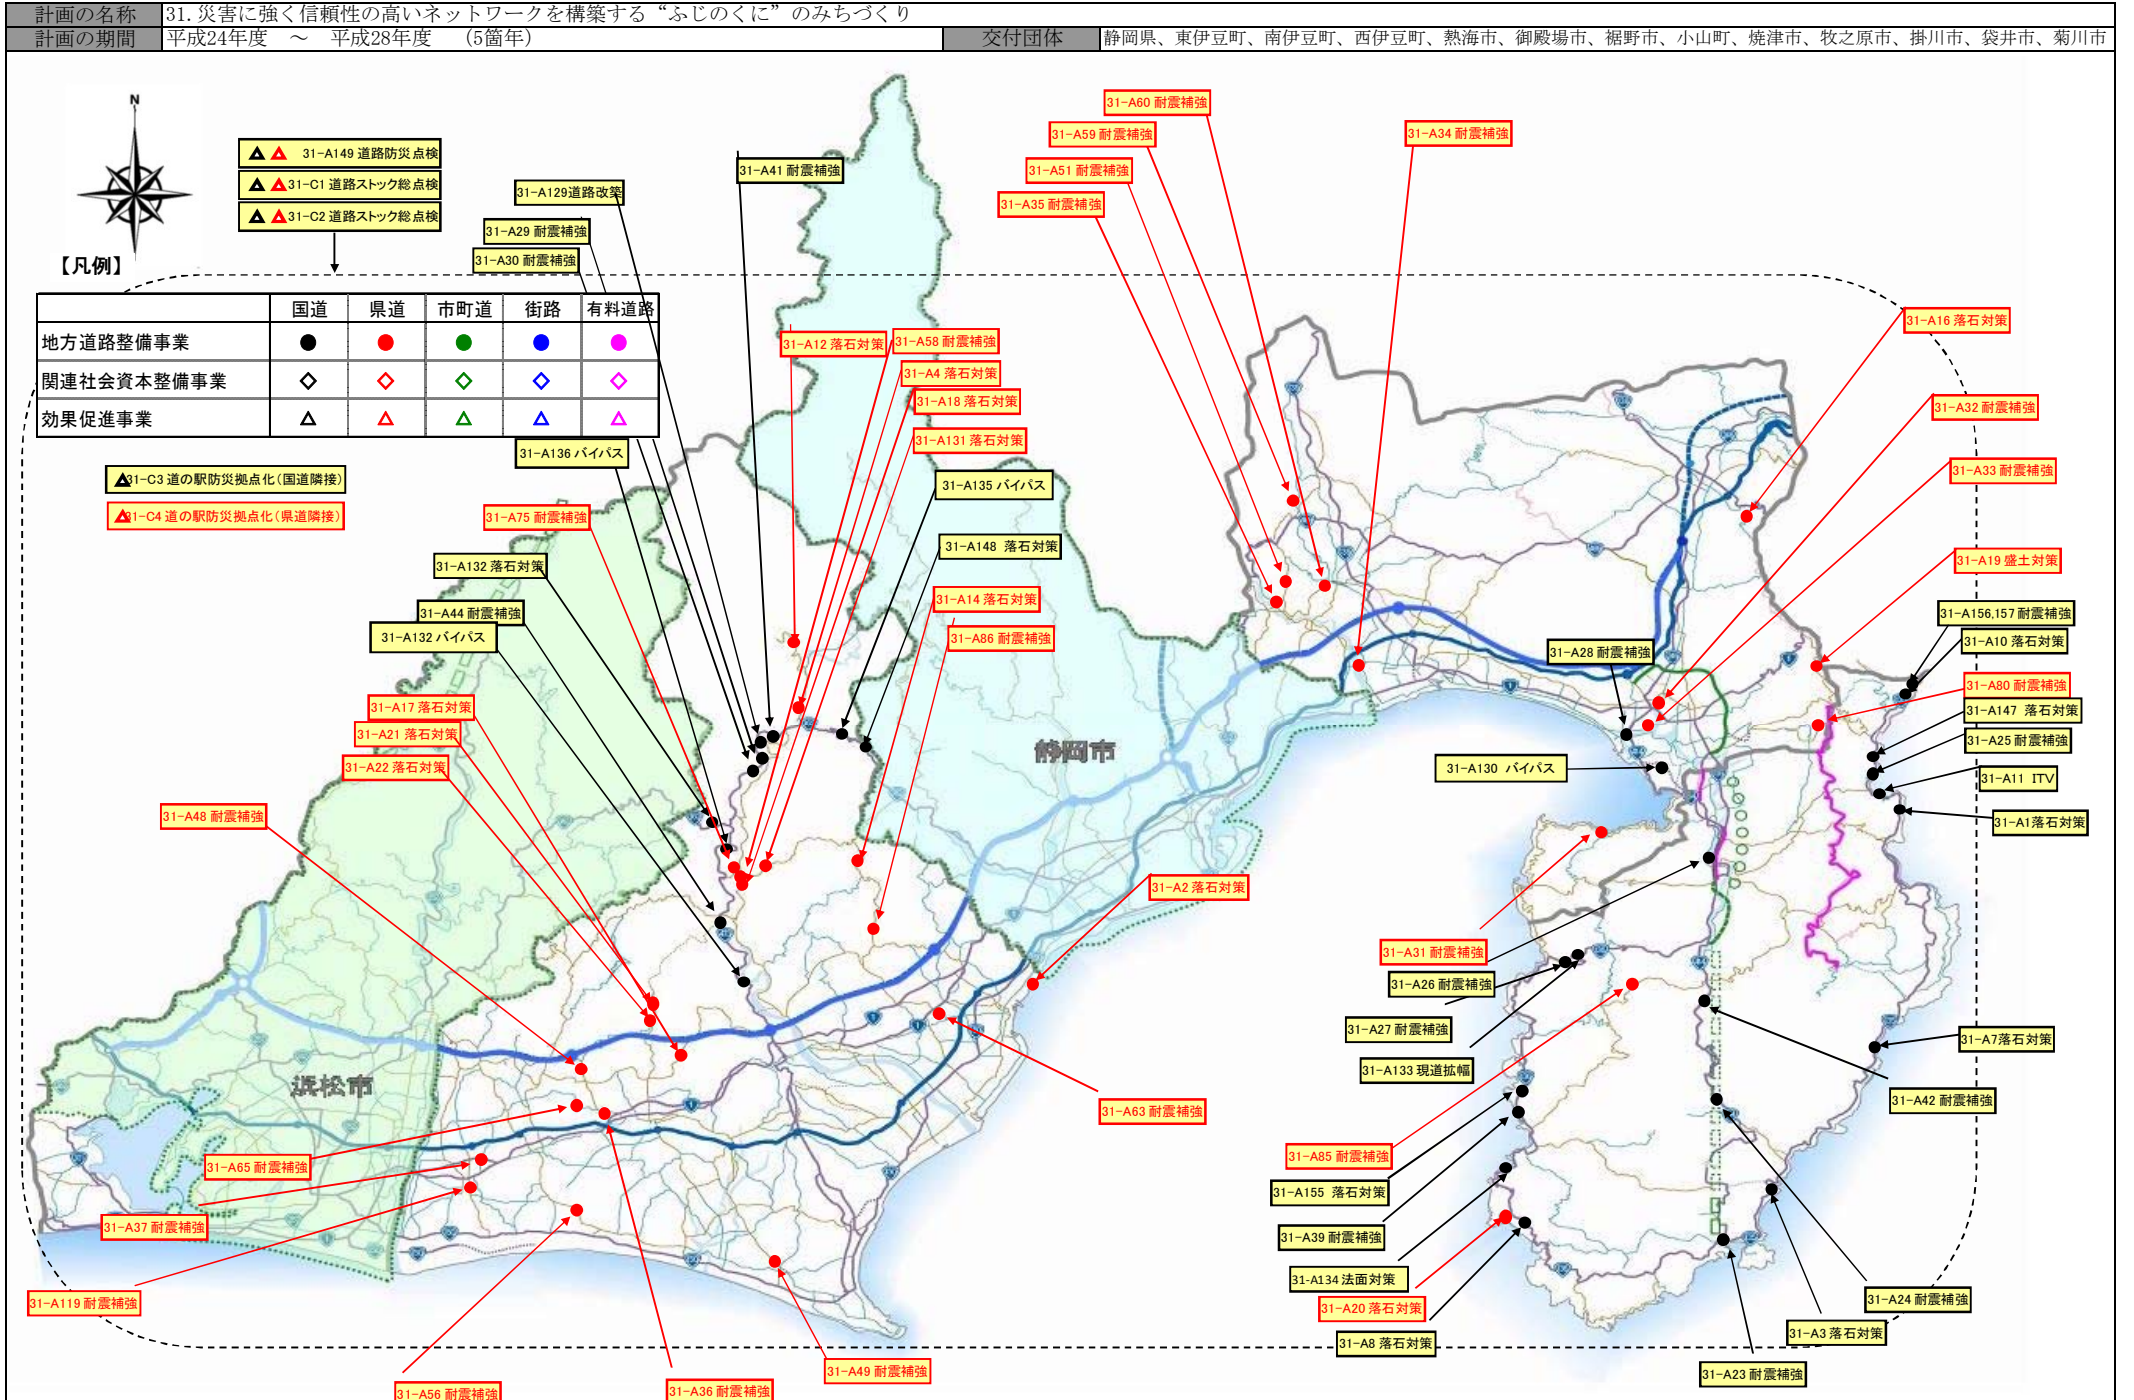 計画の名称 31. 災害に強く信頼性の高いネットワークを構築する“ふじのくに”のみちづくり
計画の期間 平成24年度 ～ 平成28年度 （5箇年） 交付団体 静岡県、東伊豆町、南伊豆町、西伊豆町、熱海市、御殿場市、裾野市、小山町、焼津市、牧之原市、掛川市、袋井市、菊川市
N
31-A149 道路防災点検
31-C1 道路ストック総点検
31-C2 道路ストック総点検
【凡例】
国道 県道 市町道 街路 有料道路
地方道路整備事業
関連社会資本整備事業
効果促進事業
31-C3 道の駅防災拠点化（国道隣接）
31-C4 道の駅防災拠点化（県道隣接）
31-A129道路改築
31-A29 耐震補強
31-A30 耐震補強
31-A41 耐震補強
31-A136 バイパス
31-A75 耐震補強
31-A132 落石対策
31-A44 耐震補強
31-A132 バイパス
31-A17 落石対策
31-A21 落石対策
31-A22 落石対策
31-A48 耐震補強
31-A12 落石対策
31-A58 耐震補強
31-A4 落石対策
31-A18 落石対策
31-A131 落石対策
31-A135 バイパス
31-A148 落石対策
31-A14 落石対策
31-A86 耐震補強
31-A60 耐震補強
31-A59 耐震補強
31-A51 耐震補強
31-A35 耐震補強
31-A34 耐震補強
31-A16 落石対策
31-A32 耐震補強
31-A33 耐震補強
31-A19 盛土対策
31-A156,157 耐震補強
31-A10 落石対策
31-A28 耐震補強
31-A80 耐震補強
31-A147 落石対策
31-A25 耐震補強
31-A11 ITV
31-A1落石対策
31-A130 バイパス
静岡市
浜松市
31-A2 落石対策
31-A31 耐震補強
31-A26 耐震補強
31-A27 耐震補強
31-A133 現道拡幅
31-A7落石対策
31-A42 耐震補強
31-A63 耐震補強
31-A85 耐震補強
31-A155 落石対策
31-A39 耐震補強
31-A134 法面対策
31-A20 落石対策
31-A8 落石対策
31-A24 耐震補強
31-A3 落石対策
31-A23 耐震補強
31-A65 耐震補強
31-A37 耐震補強
31-A119 耐震補強
31-A56 耐震補強
31-A36 耐震補強
31-A49 耐震補強